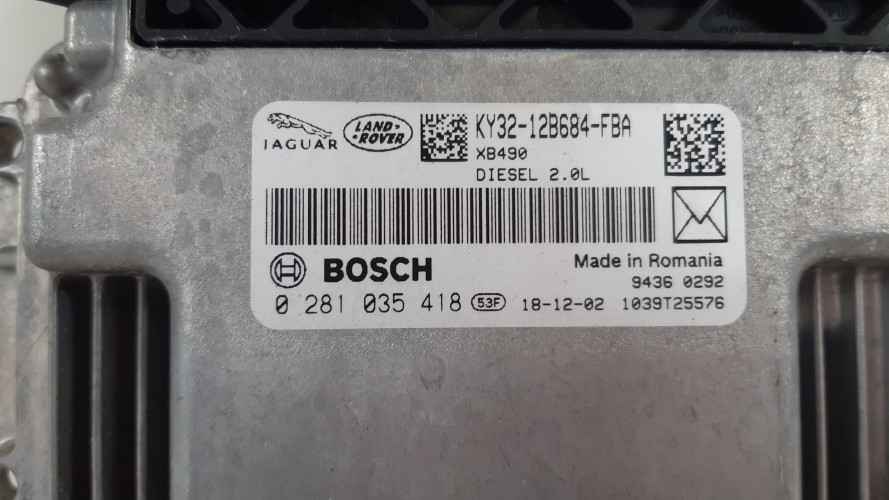 JAGUAR
LAND-ROVER
KY32-12B684-FBA
XB490
DIESEL 2.0L
BOSCH
Made in Romania
9436 0292
0 281 035 418 53F 18-12-02 1039T25576